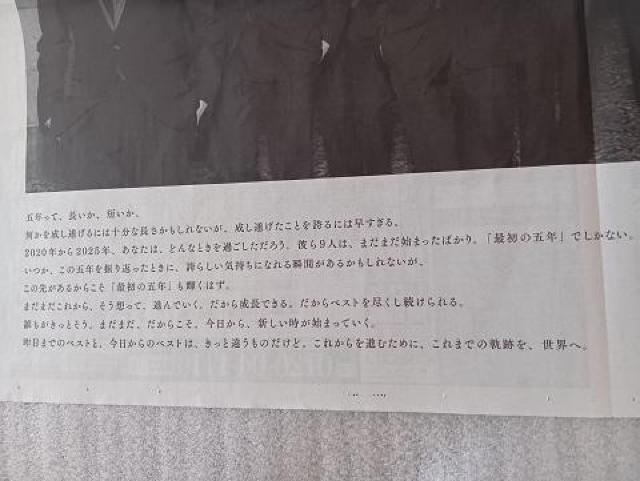 五年って、長いか、短いか、
何かを成し遂げるには十分な長さかもしれないが、成し遂げたことを誇るには早すぎる、
2020年から2025年、あなたは、どんなときを過ごしただろう。彼ら9人は、まだまだ始まったばかり。「最初の五年」でしかない。
いつか、この五年を振り返ったときに、誇らしい気持ちになれる瞬間があるかもしれないが、
この先があるからこそ「最初の五年」も輝くはず。
まだまだこれから、そう想って、進んでいく。だから成長できる。だからベストを尽くし続けられる。
誰もがきっとそう。まだまだ、だからこそ、今日から、新しい時が始まっていく。
昨日までのベストと、今日からのベストは、きっと違うものだけど。これからを進むために、これまでの軌跡を、世界へ。